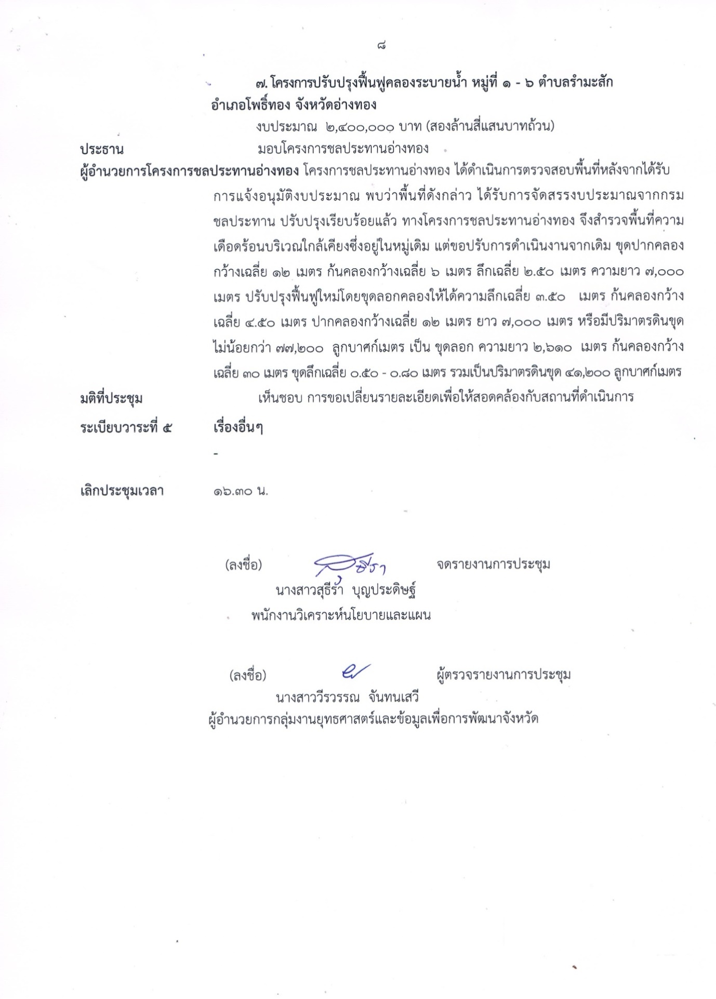 ๘
๗. โครงการปรับปรุงฟื้นฟูคลองระบายน้ำ หมู่ที่ ๑ - ๖ ตำบลรำมะสัก
อำเภอโพธิ์ทอง จังหวัดอ่างทอง
งบประมาณ ๒,๔๐๐,๐๐๐ บาท (สองล้านสี่แสนบาทถ้วน)
ประธาน มอบโครงการชลประทานอ่างทอง
ผู้อำนวยการโครงการชลประทานอ่างทอง โครงการชลประทานอ่างทอง ได้ดำเนินการตรวจสอบพื้นที่หลังจากได้รับ
การแจ้งอนุมัติงบประมาณ พบว่าพื้นที่ดังกล่าว ได้รับการจัดสรรงบประมาณจากกรม
ชลประทาน ปรับปรุงเรียบร้อยแล้ว ทางโครงการชลประทานอ่างทอง จึงสำรวจพื้นที่ความ
เดือดร้อนบริเวณใกล้เคียงซึ่งอยู่ในหมู่เดิม แต่ขอปรับการดำเนินงานจากเดิม ขุดปากคลอง
กว้างเฉลี่ย ๑๒ เมตร ก้นคลองกว้างเฉลี่ย ๖ เมตร ลึกเฉลี่ย ๒.๕๐ เมตร ความยาว ๗,๐๐๐
เมตร ปรับปรุงฟื้นฟูใหม่โดยขุดลอกคลองให้ได้ความลึกเฉลี่ย ๓.๕๐ เมตร ก้นคลองกว้าง
เฉลี่ย ๔.๕๐ เมตร ปากคลองกว้างเฉลี่ย ๑๒ เมตร ยาว ๗,๐๐๐ เมตร หรือมีปริมาตรดินขุด
ไม่น้อยกว่า ๗๗,๒๐๐ ลูกบาศก์เมตร เป็น ขุดลอก ความยาว ๒,๖๑๐ เมตร ก้นคลองกว้าง
เฉลี่ย ๓๐ เมตร ขุดลึกเฉลี่ย ๐.๕๐ - ๐.๘๐ เมตร รวมเป็นปริมาตรดินขุด ๔๑,๒๐๐ ลูกบาศก์เมตร
มติที่ประชุม เห็นชอบ การขอเปลี่ยนรายละเอียดเพื่อให้สอดคล้องกับสถานที่ดำเนินการ
ระเบียบวาระที่ ๕ เรื่องอื่นๆ
-
เลิกประชุมเวลา ๑๖.๓๐ น.
(ลงชื่อ) สุธีรา จดรายงานการประชุม
นางสาวสุธีรำ บุญประดิษฐ์
พนักงานวิเคราะห์นโยบายและแผน
(ลงชื่อ) ผู้ตรวจรายงานการประชุม
นางสาววีรวรรณ จันทนเสวี
ผู้อำนวยการกลุ่มงานยุทธศาสตร์และข้อมูลเพื่อการพัฒนาจังหวัด